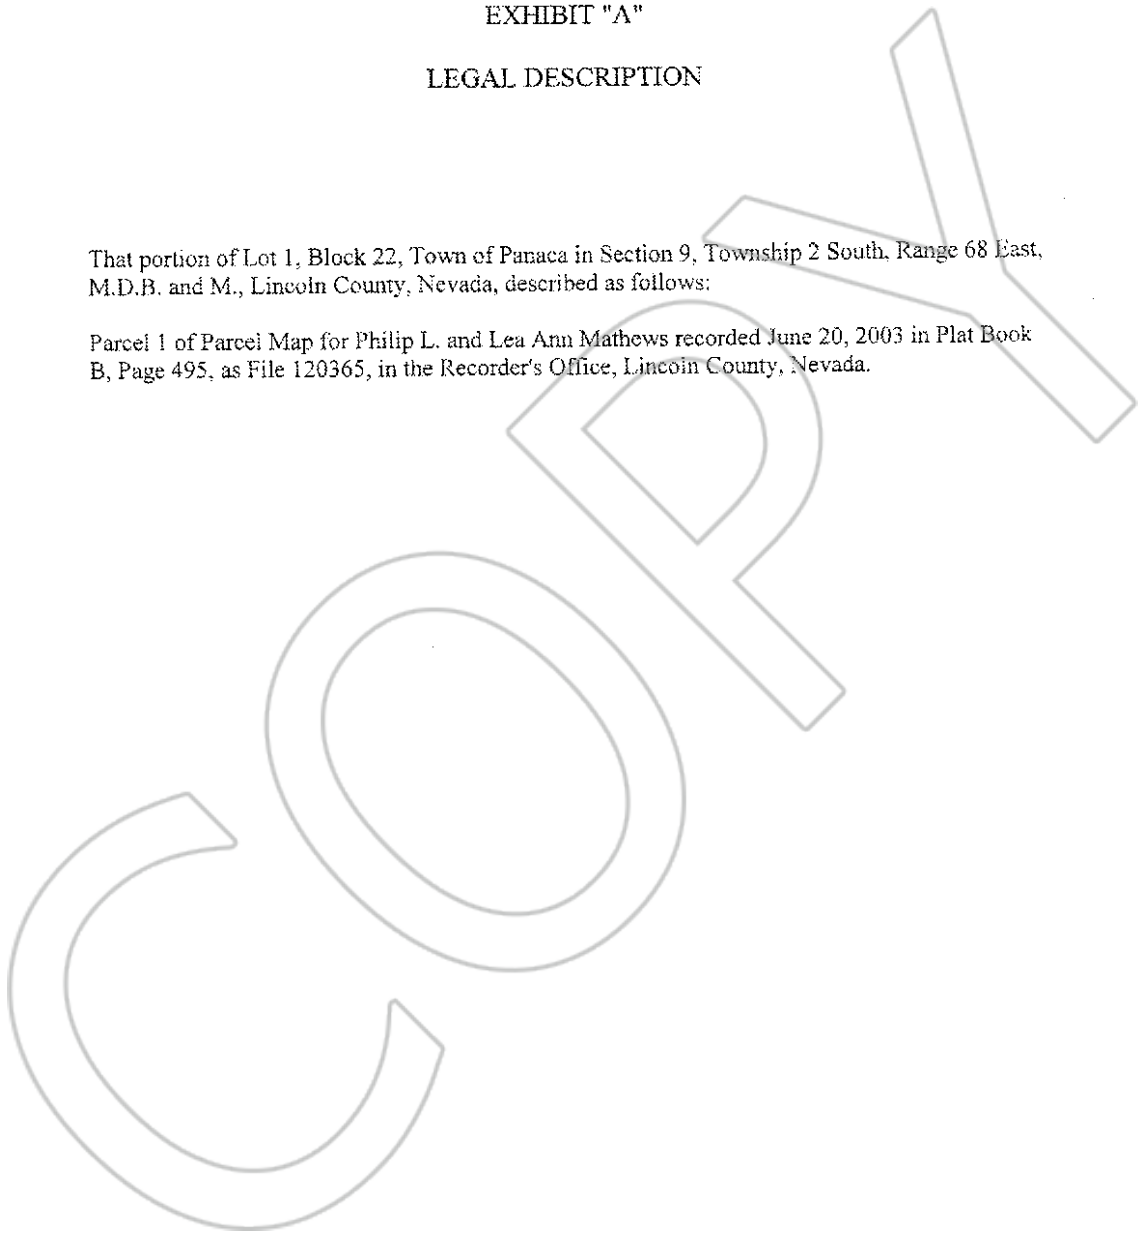 EXHIBIT "A"
LEGAL DESCRIPTION
That portion of Lot 1, Block 22, Town of Panaca in Section 9, Township 2 South, Range 68 East,
M.D.B. and M., Lincoln County, Nevada, described as follows:
Parcel 1 of Parcel Map for Philip L. and Lea Ann Mathews recorded June 20, 2003 in Plat Book
B, Page 495, as File 120365, in the Recorder's Office, Lincoln County, Nevada.
COPY